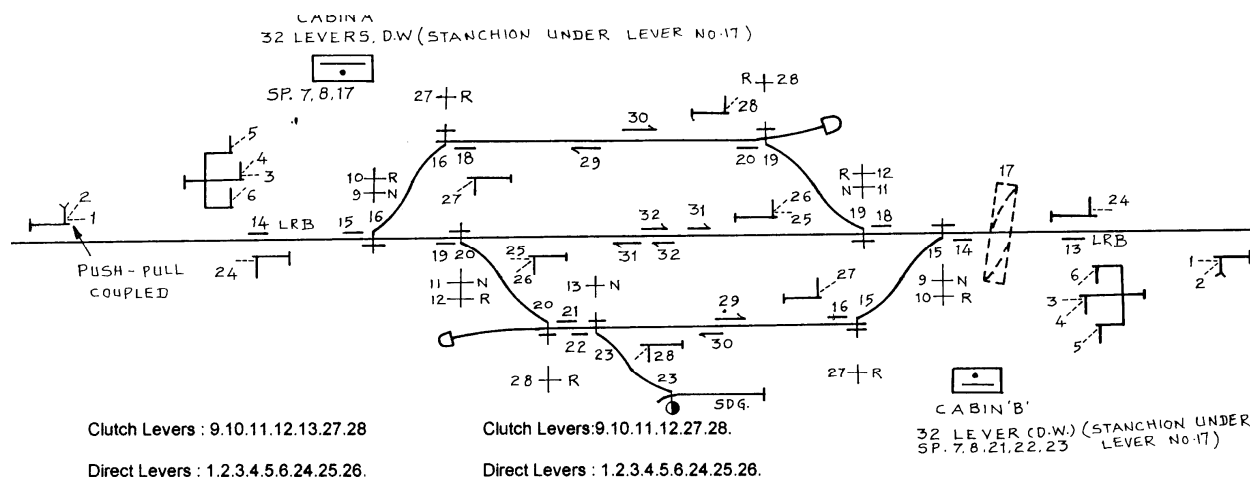 CABIN A
32 LEVERS, D.W (STANCHION UNDER LEVER NO.17)
SP. 7,8,17
27 R
R 28
28
30
5
4
3
6
16 18
29
20 19
10 R
9 N
27
R 12
N 11
17
2
1
14 LRB 15 16
26
25
19 18
24
32 31
19 20
31 32
15 14
13 LRB
PUSH-PULL
COUPLED
24
25
26
11 N
12 R
13 N
27
9 N
10 R
6
3
4
5
1
2
20 21
29
16 15
22 23
28
30
28 R
23
27 R
SDG.
CABIN 'B'
32 LEVER (D.W.) (STANCHION UNDER
SP. 7.8.21,22,23 LEVER NO.17)
Clutch Levers : 9.10.11.12.13.27.28
Clutch Levers:9.10.11.12.27.28.
Direct Levers : 1.2.3.4.5.6.24.25.26.
Direct Levers : 1.2.3.4.5.6.24.25.26.